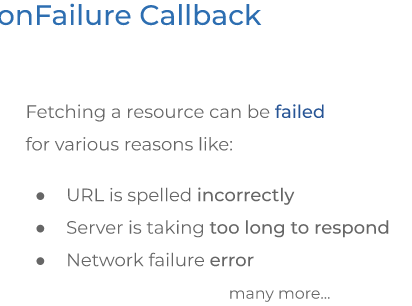 onFailure Callback
Fetching a resource can be failed
for various reasons like:
● URL is spelled incorrectly
● Server is taking too long to respond
● Network failure error
many more...